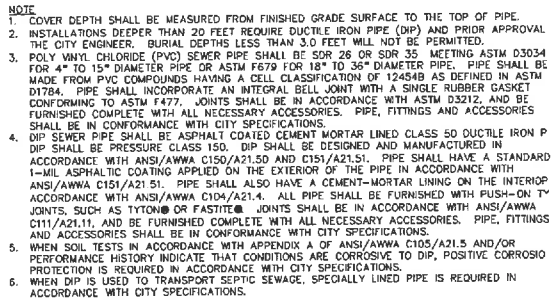 NOTE
1. COVER DEPTH SHALL BE MEASURED FROM FINISHED GRADE SURFACE TO THE TOP OF PIPE.
2. INSTALLATIONS DEEPER THAN 20 FEET REQUIRE DUCTILE IRON PIPE (DIP) AND PRIOR APPROVAL
THE CITY ENGINEER. BURIAL DEPTHS LESS THAN 3.0 FEET WILL NOT BE PERMITTED.
3. POLY VINYL CHLORIDE (PVC) SEWER PIPE SHALL BE SDR 26 OR SDR 35 MEETING ASTM D3034
FOR 4" TO 15" DIAMETER PIPE OR ASTM F679 FOR 18" TO 36" DIAMETER PIPE. PIPE SHALL BE
MADE FROM PVC COMPOUNDS HAVING A CELL CLASSIFICATION OF 12454B AS DEFINED IN ASTM
D1784. PIPE SHALL INCORPORATE AN INTEGRAL BELL JOINT WITH A SINGLE RUBBER GASKET
CONFORMING TO ASTM F477. JOINTS SHALL BE IN ACCORDANCE WITH ASTM D3212, AND BE
FURNISHED COMPLETE WITH ALL NECESSARY ACCESSORIES. PIPE, FITTINGS AND ACCESSORIES
SHALL BE IN CONFORMANCE WITH CITY SPECIFICATIONS.
4. DIP SEWER PIPE SHALL BE ASPHALT COATED CEMENT MORTAR LINED CLASS 50 DUCTILE IRON P
DIP SHALL BE PRESSURE CLASS 150. DIP SHALL BE DESIGNED AND MANUFACTURED IN
ACCORDANCE WITH ANSI/AWWA C150/A21.50 AND C151/A21.51. PIPE SHALL HAVE A STANDARD
1-MIL ASPHALTIC COATING APPLIED ON THE EXTERIOR OF THE PIPE IN ACCORDANCE WITH
ANSI/AWWA C151/A21 51. PIPE SHALL ALSO HAVE A CEMENT-MORTAR LINING ON THE INTERIOR
ACCORDANCE WITH ANSI/AWWA C104/A21.4. ALL PIPE SHALL BE FURNISHED WITH PUSH-ON TY
JOINTS, SUCH AS TYTON® OR FASTITE® JOINTS SHALL BE IN ACCORDANCE WITH ANSI/AWWA
C111/A21.11, AND BE FURNISHED COMPLETE WITH ALL NECESSARY ACCESSORIES. PIPE, FITTINGS
AND ACCESSORIES SHALL BE IN CONFORMANCE WITH CITY SPECIFICATIONS.
5. WHEN SOIL TESTS IN ACCORDANCE WITH APPENDIX A OF ANSI/AWWA C105/A21.5 AND/OR
PERFORMANCE HISTORY INDICATE THAT CONDITIONS ARE CORROSIVE TO DIP, POSITIVE CORROSIO
PROTECTION IS REQUIRED IN ACCORDANCE WITH CITY SPECIFICATIONS.
6. WHEN DIP IS USED TO TRANSPORT SEPTIC SEWAGE, SPECIALLY LINED PIPE IS REQUIRED IN
ACCORDANCE WITH CITY SPECIFICATIONS.